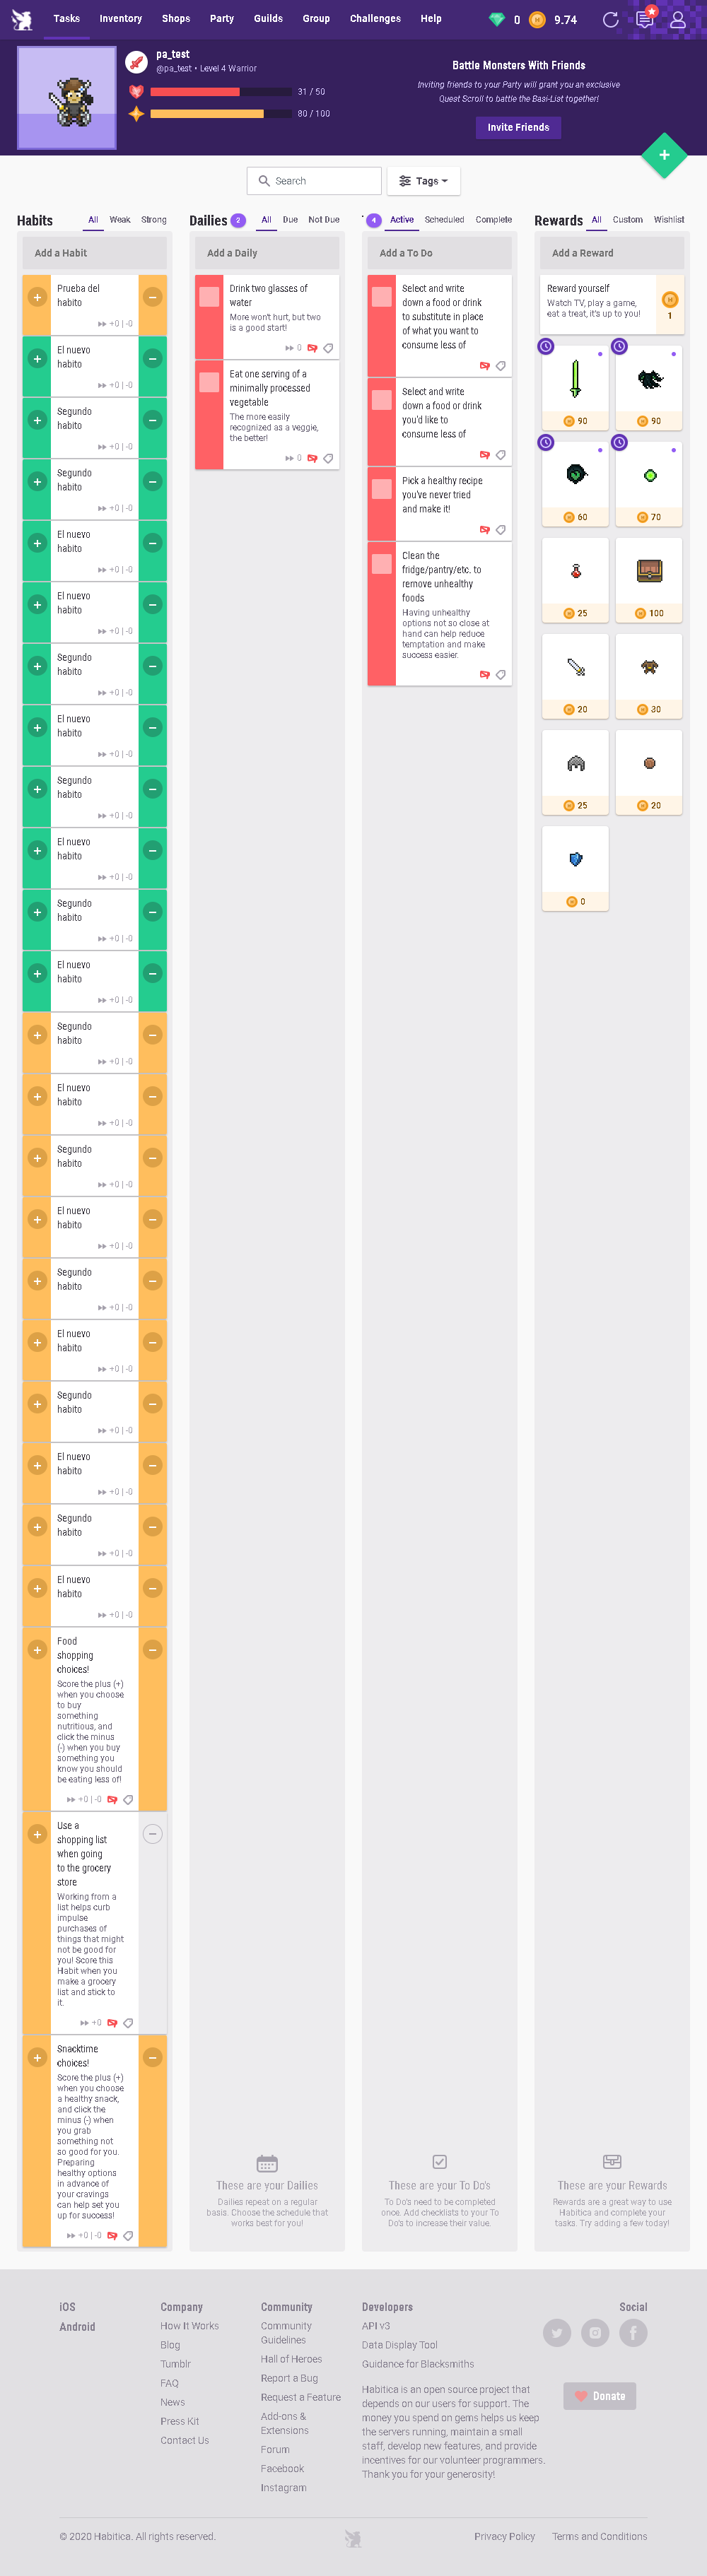 Tasks Inventory Shops Party Guilds Group Challenges Help 0 9.74
pa_test
@pa_test • Level 4 Warrior
31 / 50
80 / 100
Battle Monsters With Friends
Inviting friends to your Party will grant you an exclusive
Quest Scroll to battle the Basi-List together!
Invite Friends
Search
Tags
Habits
All Weak Strong
Add a Habit
Prueba del
habito
+0 | -0
El nuevo
habito
+0 | -0
Segundo
habito
+0 | -0
Segundo
habito
+0 | -0
El nuevo
habito
+0 | -0
El nuevo
habito
+0 | -0
Segundo
habito
+0 | -0
El nuevo
habito
+0 | -0
Segundo
habito
+0 | -0
El nuevo
habito
+0 | -0
Segundo
habito
+0 | -0
El nuevo
habito
+0 | -0
Segundo
habito
+0 | -0
El nuevo
habito
+0 | -0
Segundo
habito
+0 | -0
El nuevo
habito
+0 | -0
Segundo
habito
+0 | -0
El nuevo
habito
+0 | -0
Segundo
habito
+0 | -0
El nuevo
habito
+0 | -0
Segundo
habito
+0 | -0
El nuevo
habito
+0 | -0
Food
shopping
choices!
Score the plus (+)
when you choose
to buy
something
nutritious, and
click the minus
(-) when you buy
something you
know you should
be eating less of!
+0 | -0
Use a
shopping list
when going
to the grocery
store
Working from a
list helps curb
impulse
purchases of
things that might
not be good for
you! Score this
Habit when you
make a grocery
list and stick to
it.
+0
Snacktime
choices!
Score the plus (+)
when you choose
a healthy snack,
and click the
minus (-) when
you grab
something not
so good for you.
Preparing
healthy options
in advance of
your cravings
can help set you
up for success!
+0 | -0
Dailies 2
All Due Not Due
Add a Daily
Drink two glasses of
water
More won't hurt, but two
is a good start!
0
Eat one serving of a
minimally processed
vegetable
The more easily
recognized as a veggie,
the better!
0
These are your Dailies
Dailies repeat on a regular
basis. Choose the schedule that
works best for you!
4
Active Scheduled Complete
Add a To Do
Select and write
down a food or drink
to substitute in place
of what you want to
consume less of
Select and write
down a food or drink
you'd like to
consume less of
Pick a healthy recipe
you've never tried
and make it!
Clean the
fridge/pantry/etc. to
remove unhealthy
foods
Having unhealthy
options not so close at
hand can help reduce
temptation and make
success easier.
These are your To Do's
To Do's need to be completed
once. Add checklists to your To
Do's to increase their value.
Rewards
All Custom Wishlist
Add a Reward
Reward yourself
Watch TV, play a game,
eat a treat, it's up to you!
1
90 90
60 70
25 100
20 30
25 20
0
These are your Rewards
Rewards are a great way to use
Habitica and complete your
tasks. Try adding a few today!
iOS
Android
Company
How It Works
Blog
Tumblr
FAQ
News
Press Kit
Contact Us
Community
Community
Guidelines
Hall of Heroes
Report a Bug
Request a Feature
Add-ons &
Extensions
Forum
Facebook
Instagram
Developers
API v3
Data Display Tool
Guidance for Blacksmiths
Habitica is an open source project that
depends on our users for support. The
money you spend on gems helps us keep
the servers running, maintain a small
staff, develop new features, and provide
incentives for our volunteer programmers.
Thank you for your generosity!
Social
Donate
© 2020 Habitica. All rights reserved.
Privacy Policy Terms and Conditions